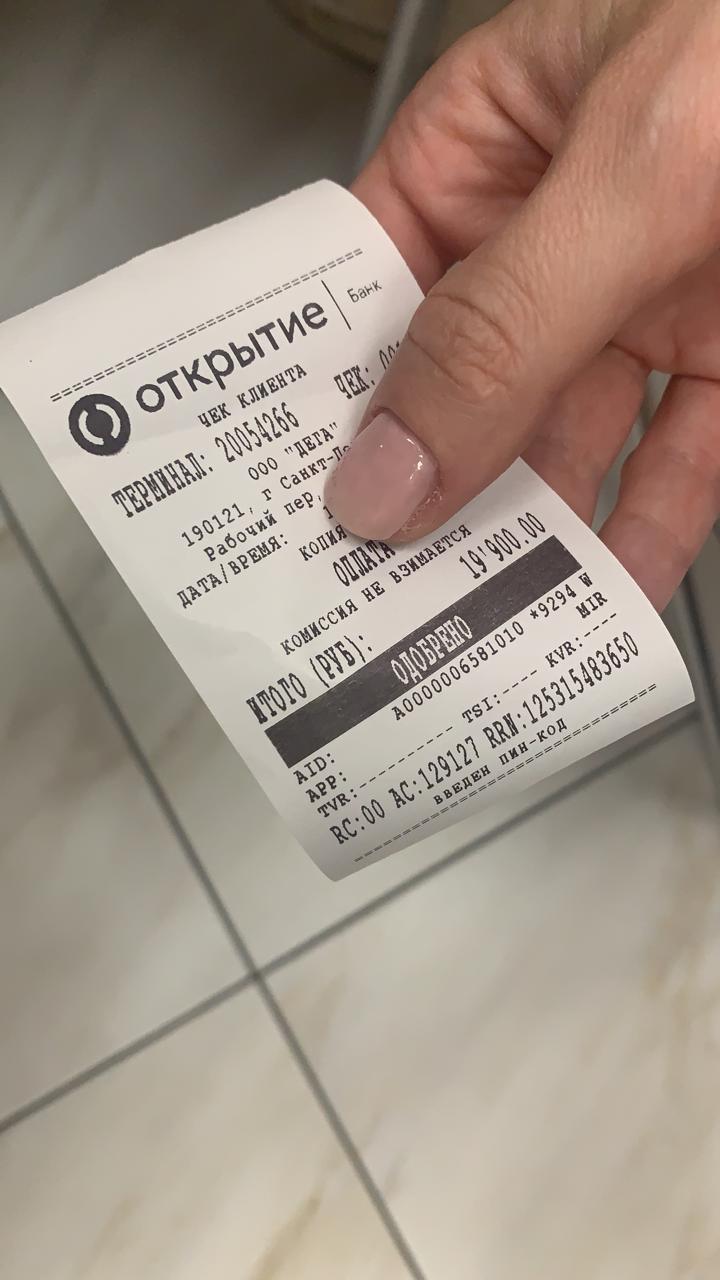 ОТКРЫТИЕ Банк
ЧЕК КЛИЕНТА
ТЕРМИНАЛ: 20054266 ЧЕК:
ООО "ДЕГА"
190121, г Санкт-
Рабочий пер,
ДАТА/ВРЕМЯ:
КОПИЯ
ОПЛАТА
КОМИССИЯ НЕ ВЗИМАЕТСЯ
ИТОГО (РУБ): 19'900.00
ОДОБРЕНО
AID: A0000006581010 *9294 W
APP: MIR
TVR:---------- TSI:---- KVR:----
RC:00 AC:129127 RRN:125315483650
ВВЕДЕН ПИН-КОД